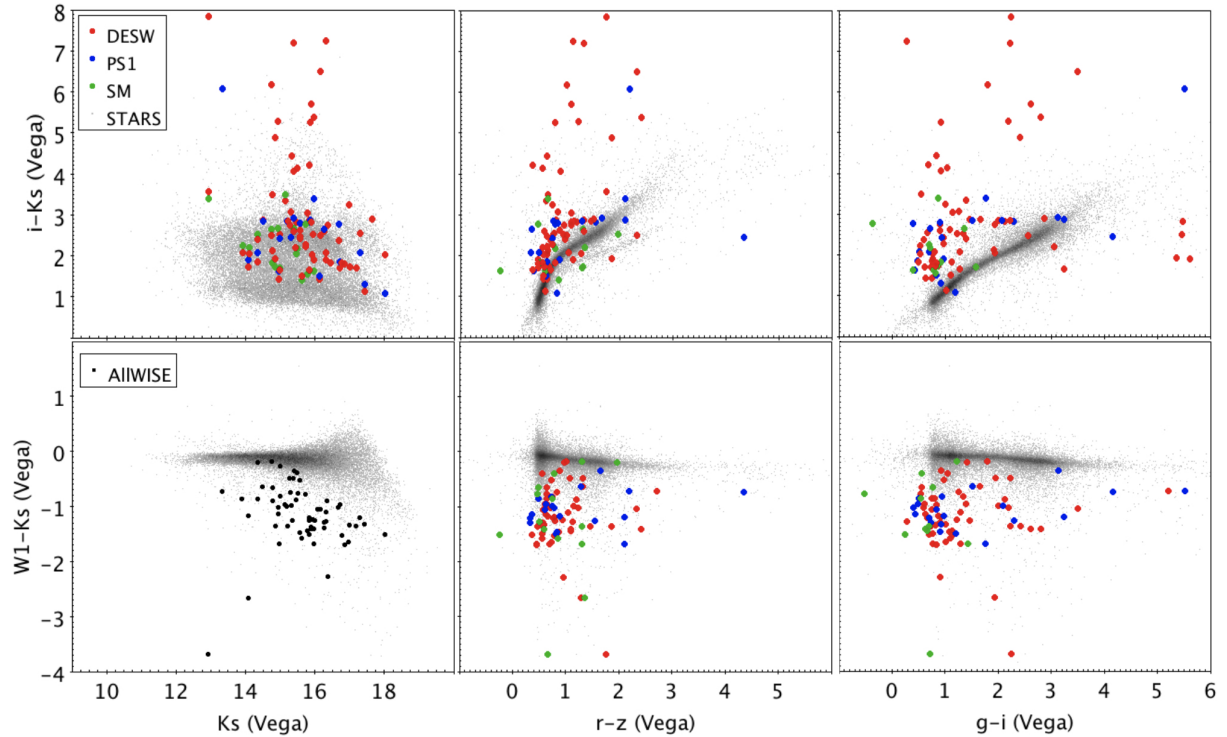 8
7
6
5
4
3
2
1
i-Ks (Vega)
DESW
PS1
SM
STARS
1
0
-1
-2
-3
-4
W1-Ks (Vega)
AllWISE
10 12 14 16 18
0 1 2 3 4 5
0 1 2 3 4 5 6
Ks (Vega)
r-z (Vega)
g-i (Vega)